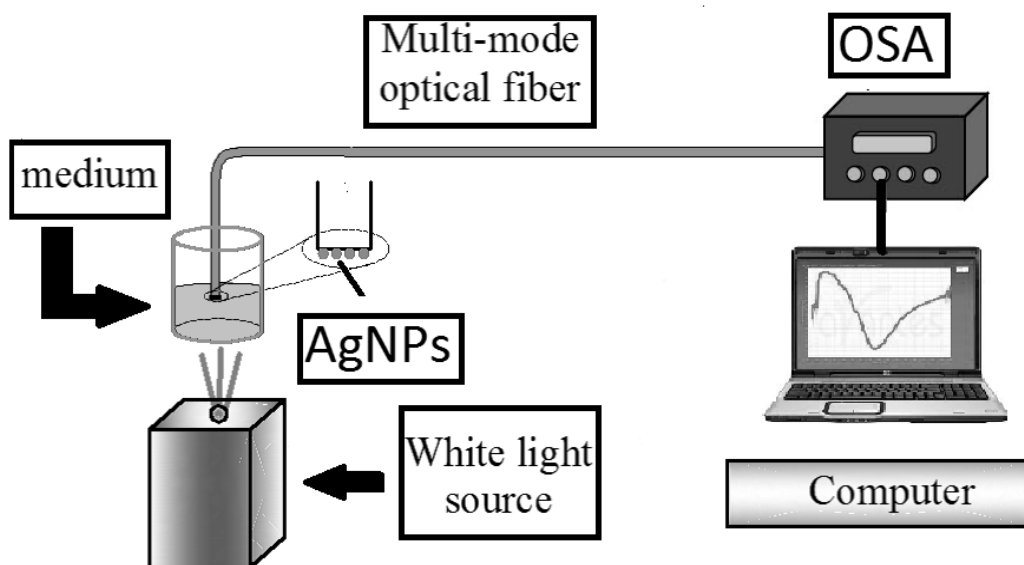 Multi-mode
optical fiber
OSA
medium
AgNPs
White light
source
Computer